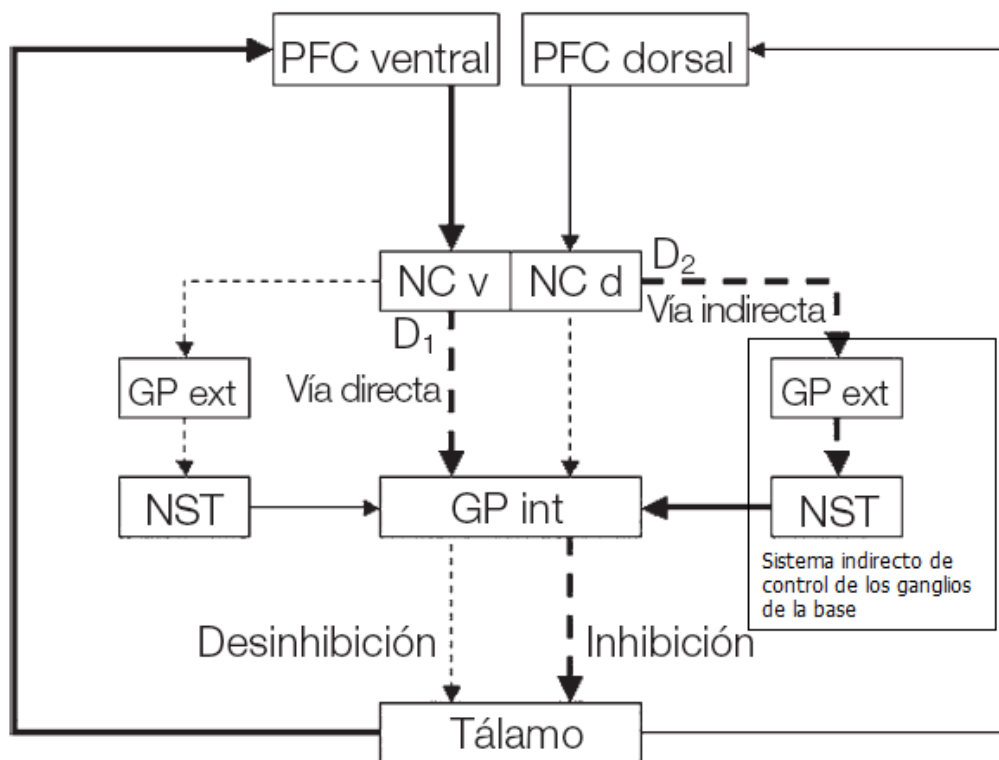 PFC ventral
PFC dorsal
NC v
NC d
D₂
Vía indirecta
D₁
Vía directa
GP ext
GP ext
NST
GP int
NST
Sistema indirecto de
control de los ganglios
de la base
Desinhibición
Inhibición
Tálamo